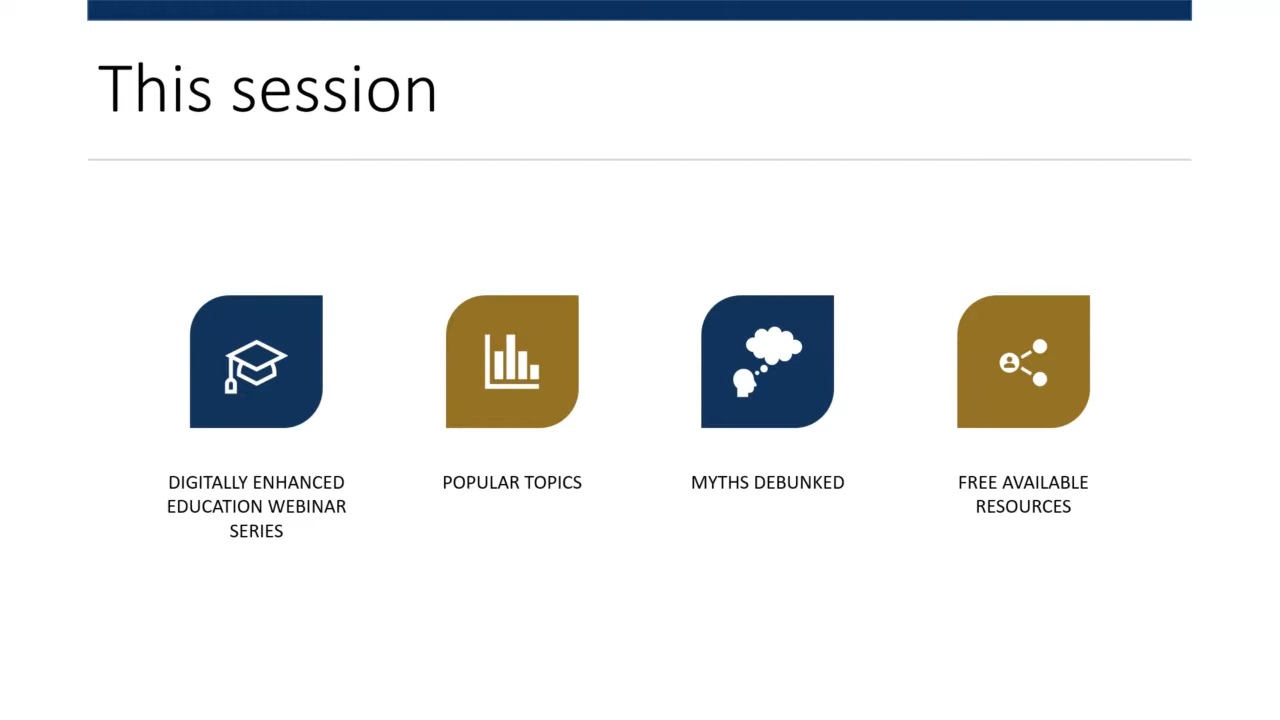 This session
DIGITALLY ENHANCED
EDUCATION WEBINAR
SERIES
POPULAR TOPICS
MYTHS DEBUNKED
FREE AVAILABLE
RESOURCES